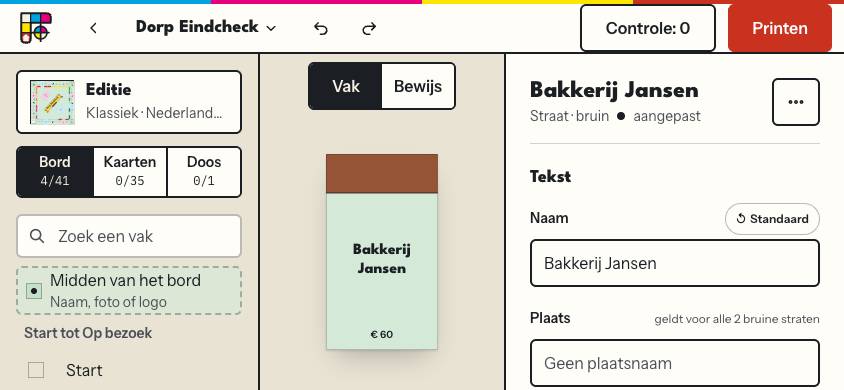 Dorp Eindcheck
Controle: 0
Printen
Editie
Klassiek · Nederland...
Bord
4/41
Kaarten
0/35
Doos
0/1
Zoek een vak
Midden van het bord
Naam, foto of logo
Start tot Op bezoek
Start
Vak
Bewijs
Bakkerij
Jansen
€ 60
Bakkerij Jansen
Straat · bruin ● aangepast
Tekst
Naam
Standaard
Bakkerij Jansen
Plaats
geldt voor alle 2 bruine straten
Geen plaatsnaam